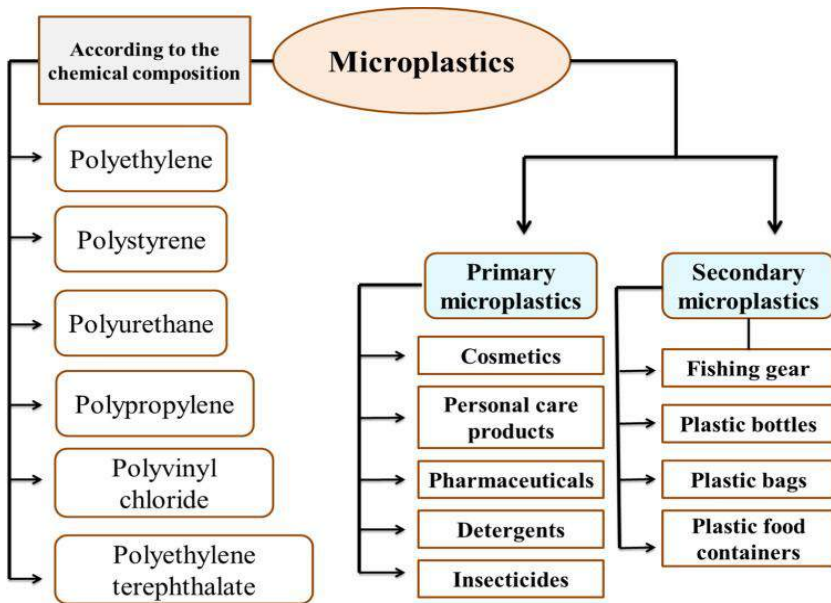 According to the
chemical composition
Microplastics
Polyethylene
Polystyrene
Polyurethane
Polypropylene
Polyvinyl
chloride
Polyethylene
terephthalate
Primary
microplastics
Cosmetics
Personal care
products
Pharmaceuticals
Detergents
Insecticides
Secondary
microplastics
Fishing gear
Plastic bottles
Plastic bags
Plastic food
containers